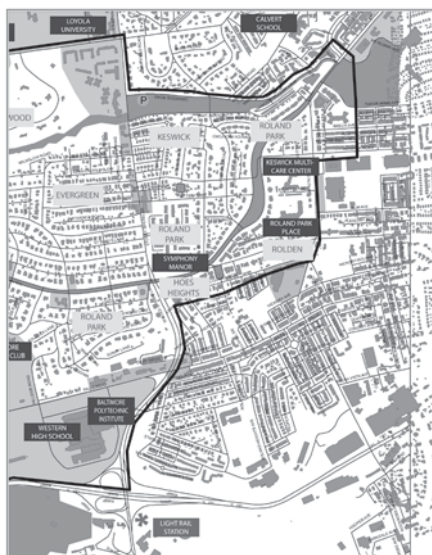 LOYOLA
UNIVERSITY
CALVERT
SCHOOL
P
WOOD
KESWICK
ROLAND
PARK
KESWICK MULTI-
CARE CENTER
EVERGREEN
ROLAND
PARK
ROLAND PARK
PLACE
SYMPHONY
MANOR
ROLDEN
HOES
HEIGHTS
ROLAND
PARK
ORE
CLUB
BALTIMORE
POLYTECHNIC
INSTITUTE
WESTERN
HIGH SCHOOL
LIGHT RAIL
STATION